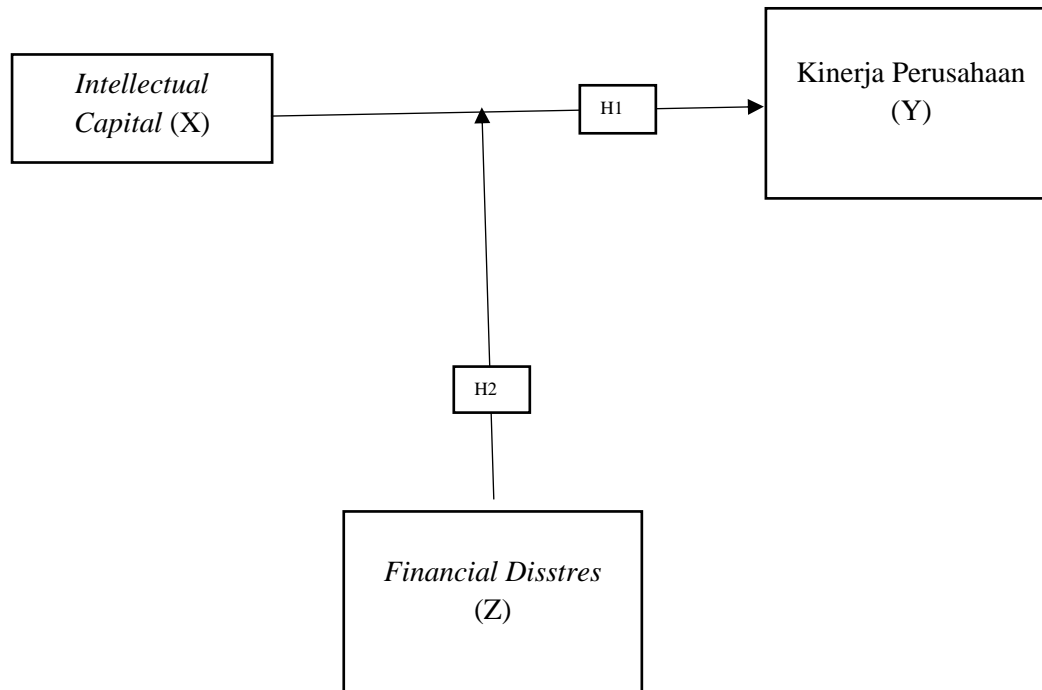 Intellectual
Capital (X)
H1
Kinerja Perusahaan
(Y)
H2
Financial Disstres
(Z)